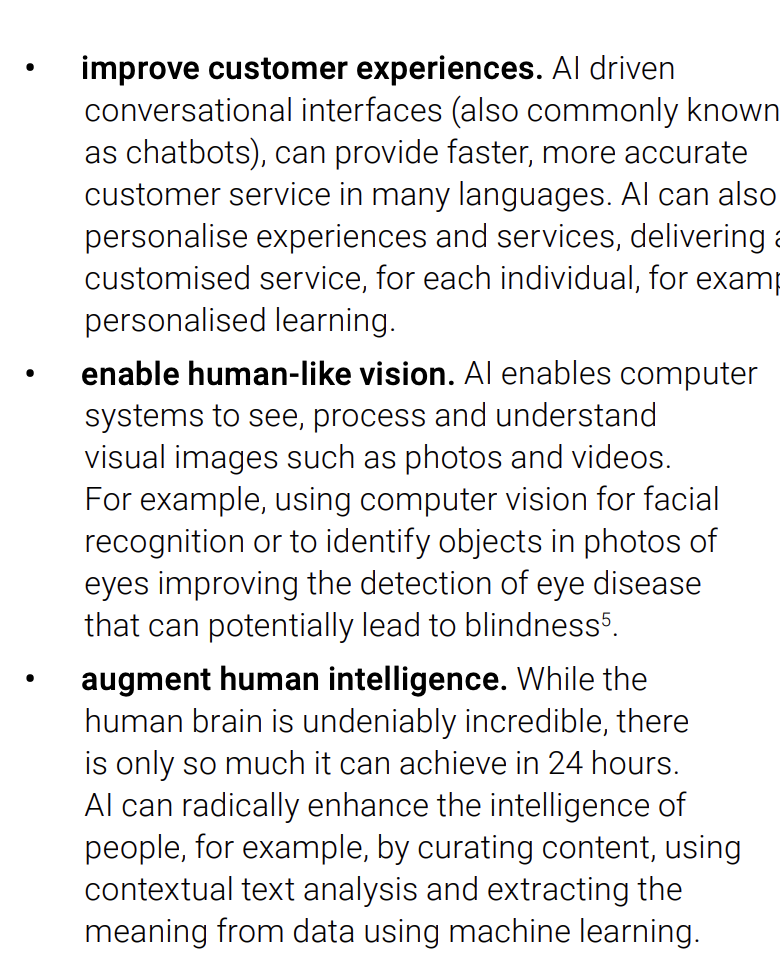 • improve customer experiences. AI driven
conversational interfaces (also commonly known
as chatbots), can provide faster, more accurate
customer service in many languages. AI can also
personalise experiences and services, delivering
customised service, for each individual, for
personalised learning.
• enable human-like vision. AI enables computer
systems to see, process and understand
visual images such as photos and videos.
For example, using computer vision for facial
recognition or to identify objects in photos of
eyes improving the detection of eye disease
that can potentially lead to blindness⁵.
• augment human intelligence. While the
human brain is undeniably incredible, there
is only so much it can achieve in 24 hours.
AI can radically enhance the intelligence of
people, for example, by curating content, using
contextual text analysis and extracting the
meaning from data using machine learning.